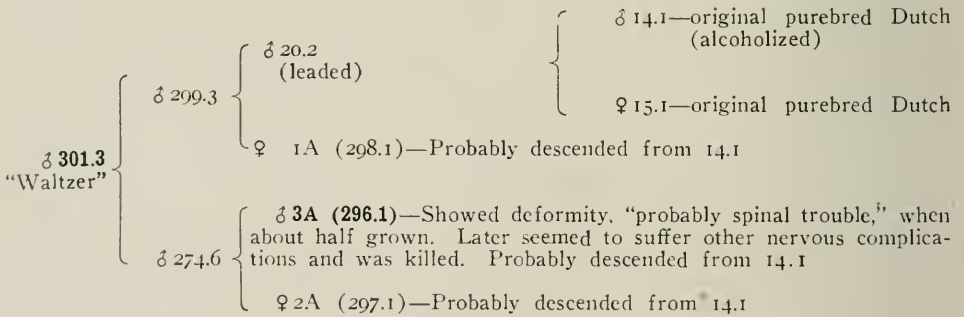 ♂ 14.1—original purebred Dutch
(alcoholized)
♂ 20.2
(leaded)
♂ 299.3
♀ 15.1—original purebred Dutch
♀ 1A (298.1)—Probably descended from 14.1
♂ 301.3
"Waltzer"
♂ 3A (296.1)—Showed deformity, "probably spinal trouble," when
about half grown. Later seemed to suffer other nervous complica-
♂ 274.6
tions and was killed. Probably descended from 14.1
♀ 2A (297.1)—Probably descended from 14.1